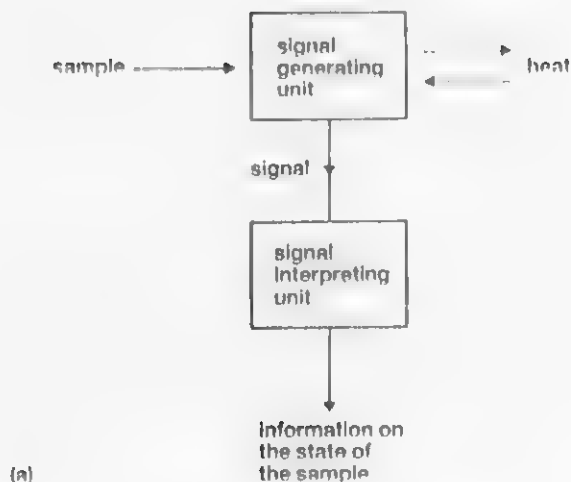 signal
generating
unit
sample
heat
signal
signal
interpreting
unit
information on
the state of
the sample
(a)